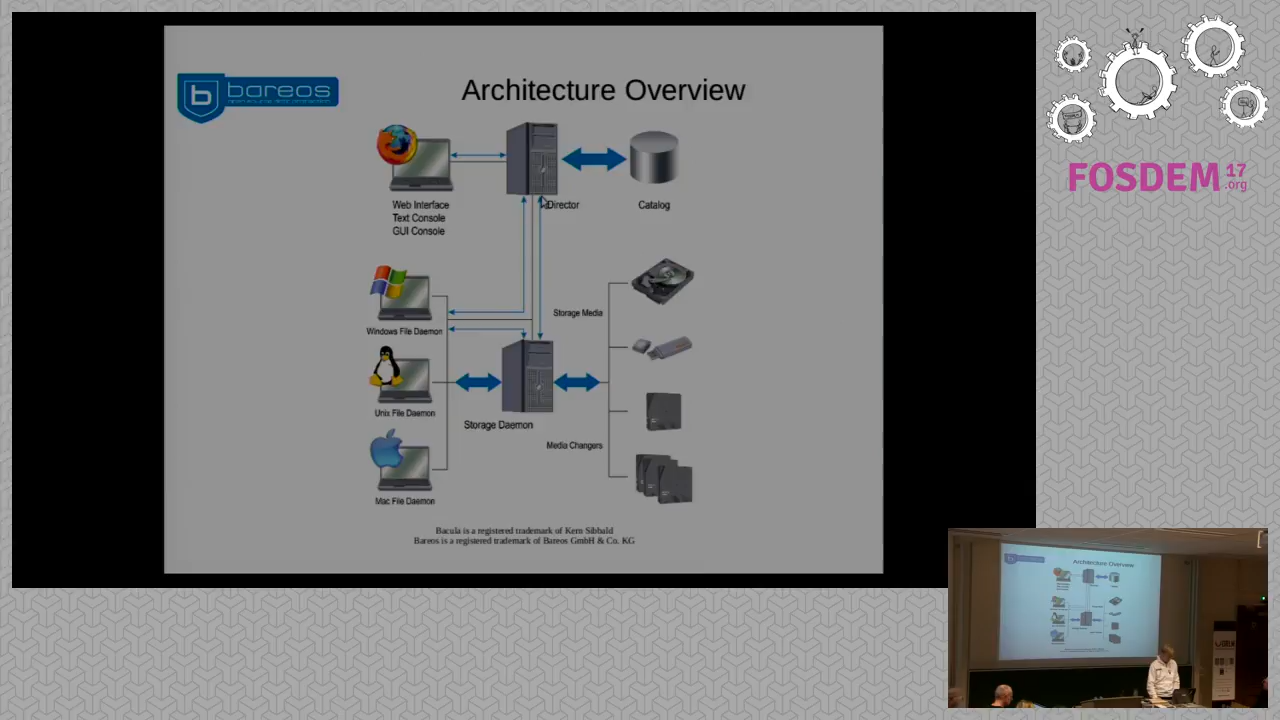 bareos
Architecture Overview
Web Interface
Text Console
GUI Console
Director
Catalog
Windows File Daemon
Storage Media
Unix File Daemon
Storage Daemon
Media Changers
Mac File Daemon
Bacula is a registered trademark of Kern Sibbald
Bareos is a registered trademark of Bareos GmbH & Co. KG
FOSDEM 17
.org
Architecture Overview